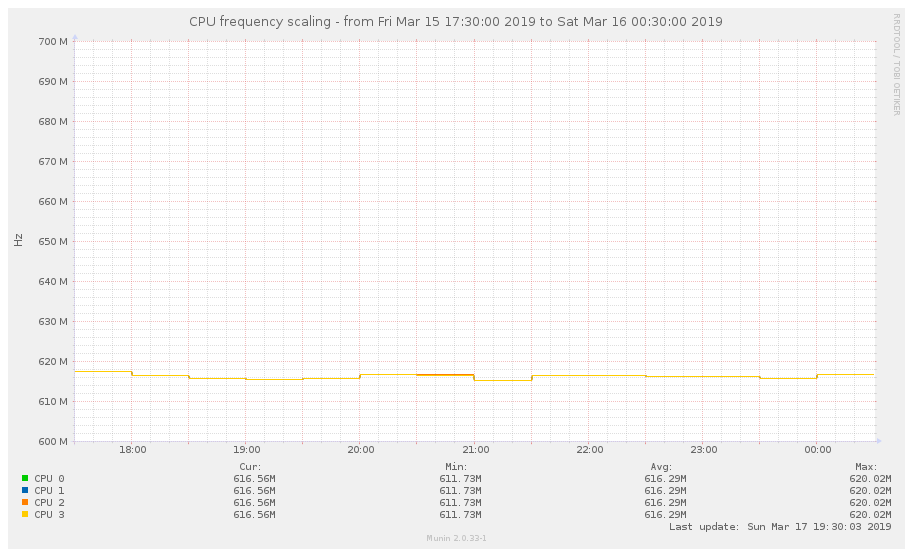 CPU frequency scaling - from Fri Mar 15 17:30:00 2019 to Sat Mar 16 00:30:00 2019
RRDTOOL / TOBI OETIKER
Hz
700 M
690 M
680 M
670 M
660 M
650 M
640 M
630 M
620 M
610 M
600 M
18:00 19:00 20:00 21:00 22:00 23:00 00:00
Cur: Min: Avg: Max:
CPU 0 616.56M 611.73M 616.29M 620.02M
CPU 1 616.56M 611.73M 616.29M 620.02M
CPU 2 616.56M 611.73M 616.29M 620.02M
CPU 3 616.56M 611.73M 616.29M 620.02M
Last update: Sun Mar 17 19:30:03 2019
Munin 2.0.33-1